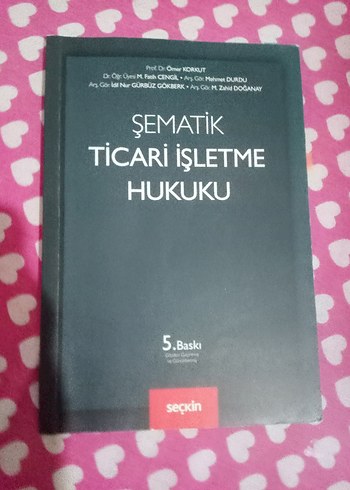 Prof. Dr. Ömer KORKUT
Dr. Öğr. Üyesi M. Fatih CENGİL • Arş. Gör. Mehmet DURDU
Arş. Gör. İdil Nur GÜRBÜZ GÖKBERK • Arş. Gör. M. Zahid DOĞANAY
ŞEMATİK
TİCARİ İŞLETME
HUKUKU
5. Baskı
seçkin